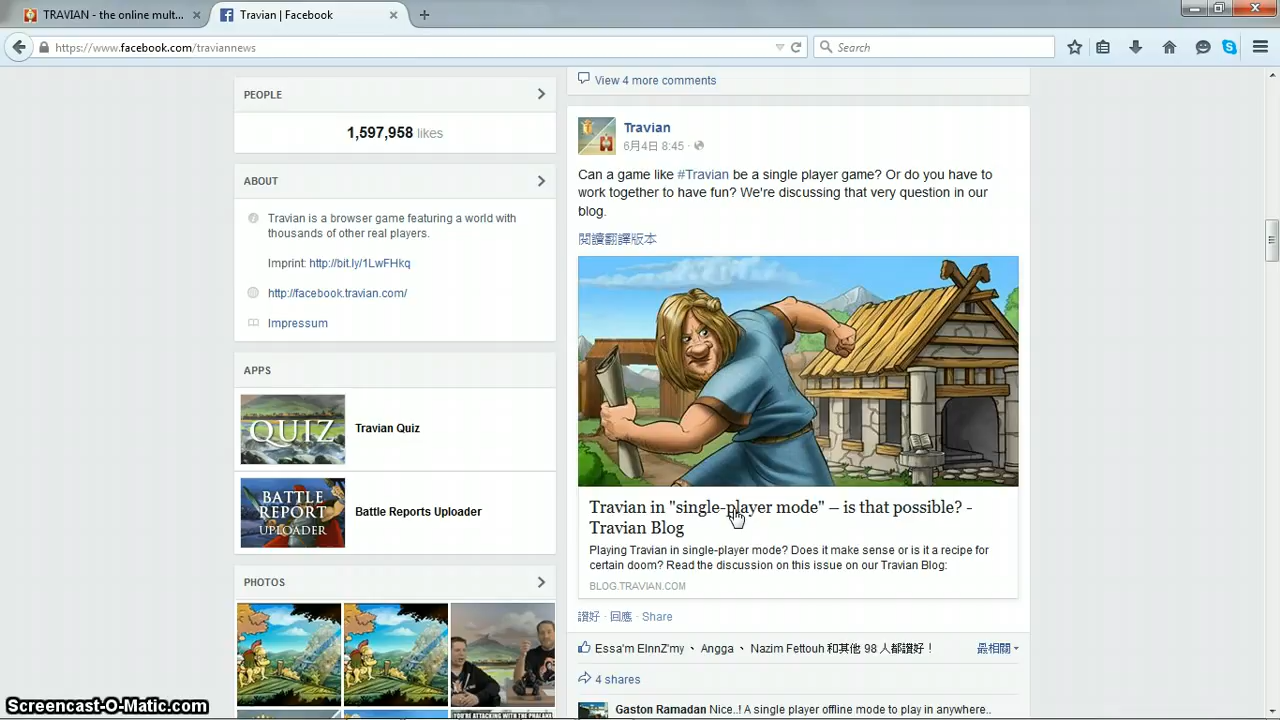 TRAVIAN - the online mult...
Travian | Facebook
https://www.facebook.com/traviannews
Search
PEOPLE
1,597,958 likes
ABOUT
Travian is a browser game featuring a world with
thousands of other real players.
Imprint: http://bit.ly/1LwFHkq
http://facebook.travian.com/
Impressum
APPS
QUIZ
Travian Quiz
BATTLE
REPORT
UPLOADER
Battle Reports Uploader
PHOTOS
View 4 more comments
Travian
6月4日 8:45 ·
Can a game like #Travian be a single player game? Or do you have to
work together to have fun? We're discussing that very question in our
blog.
閱讀翻譯版本
Travian in "single-player mode" – is that possible? -
Travian Blog
Playing Travian in single-player mode? Does it make sense or is it a recipe for
certain doom? Read the discussion on this issue on our Travian Blog:
BLOG.TRAVIAN.COM
讚好 · 回應 · Share
Essa'm ElnnZ'my、 Angga、 Nazim Fettouh 和其他 98 人都讚好！
最相關
4 shares
Gaston Ramadan Nice..! A single player offline mode to play in anywhere..
Screencast-O-Matic.com